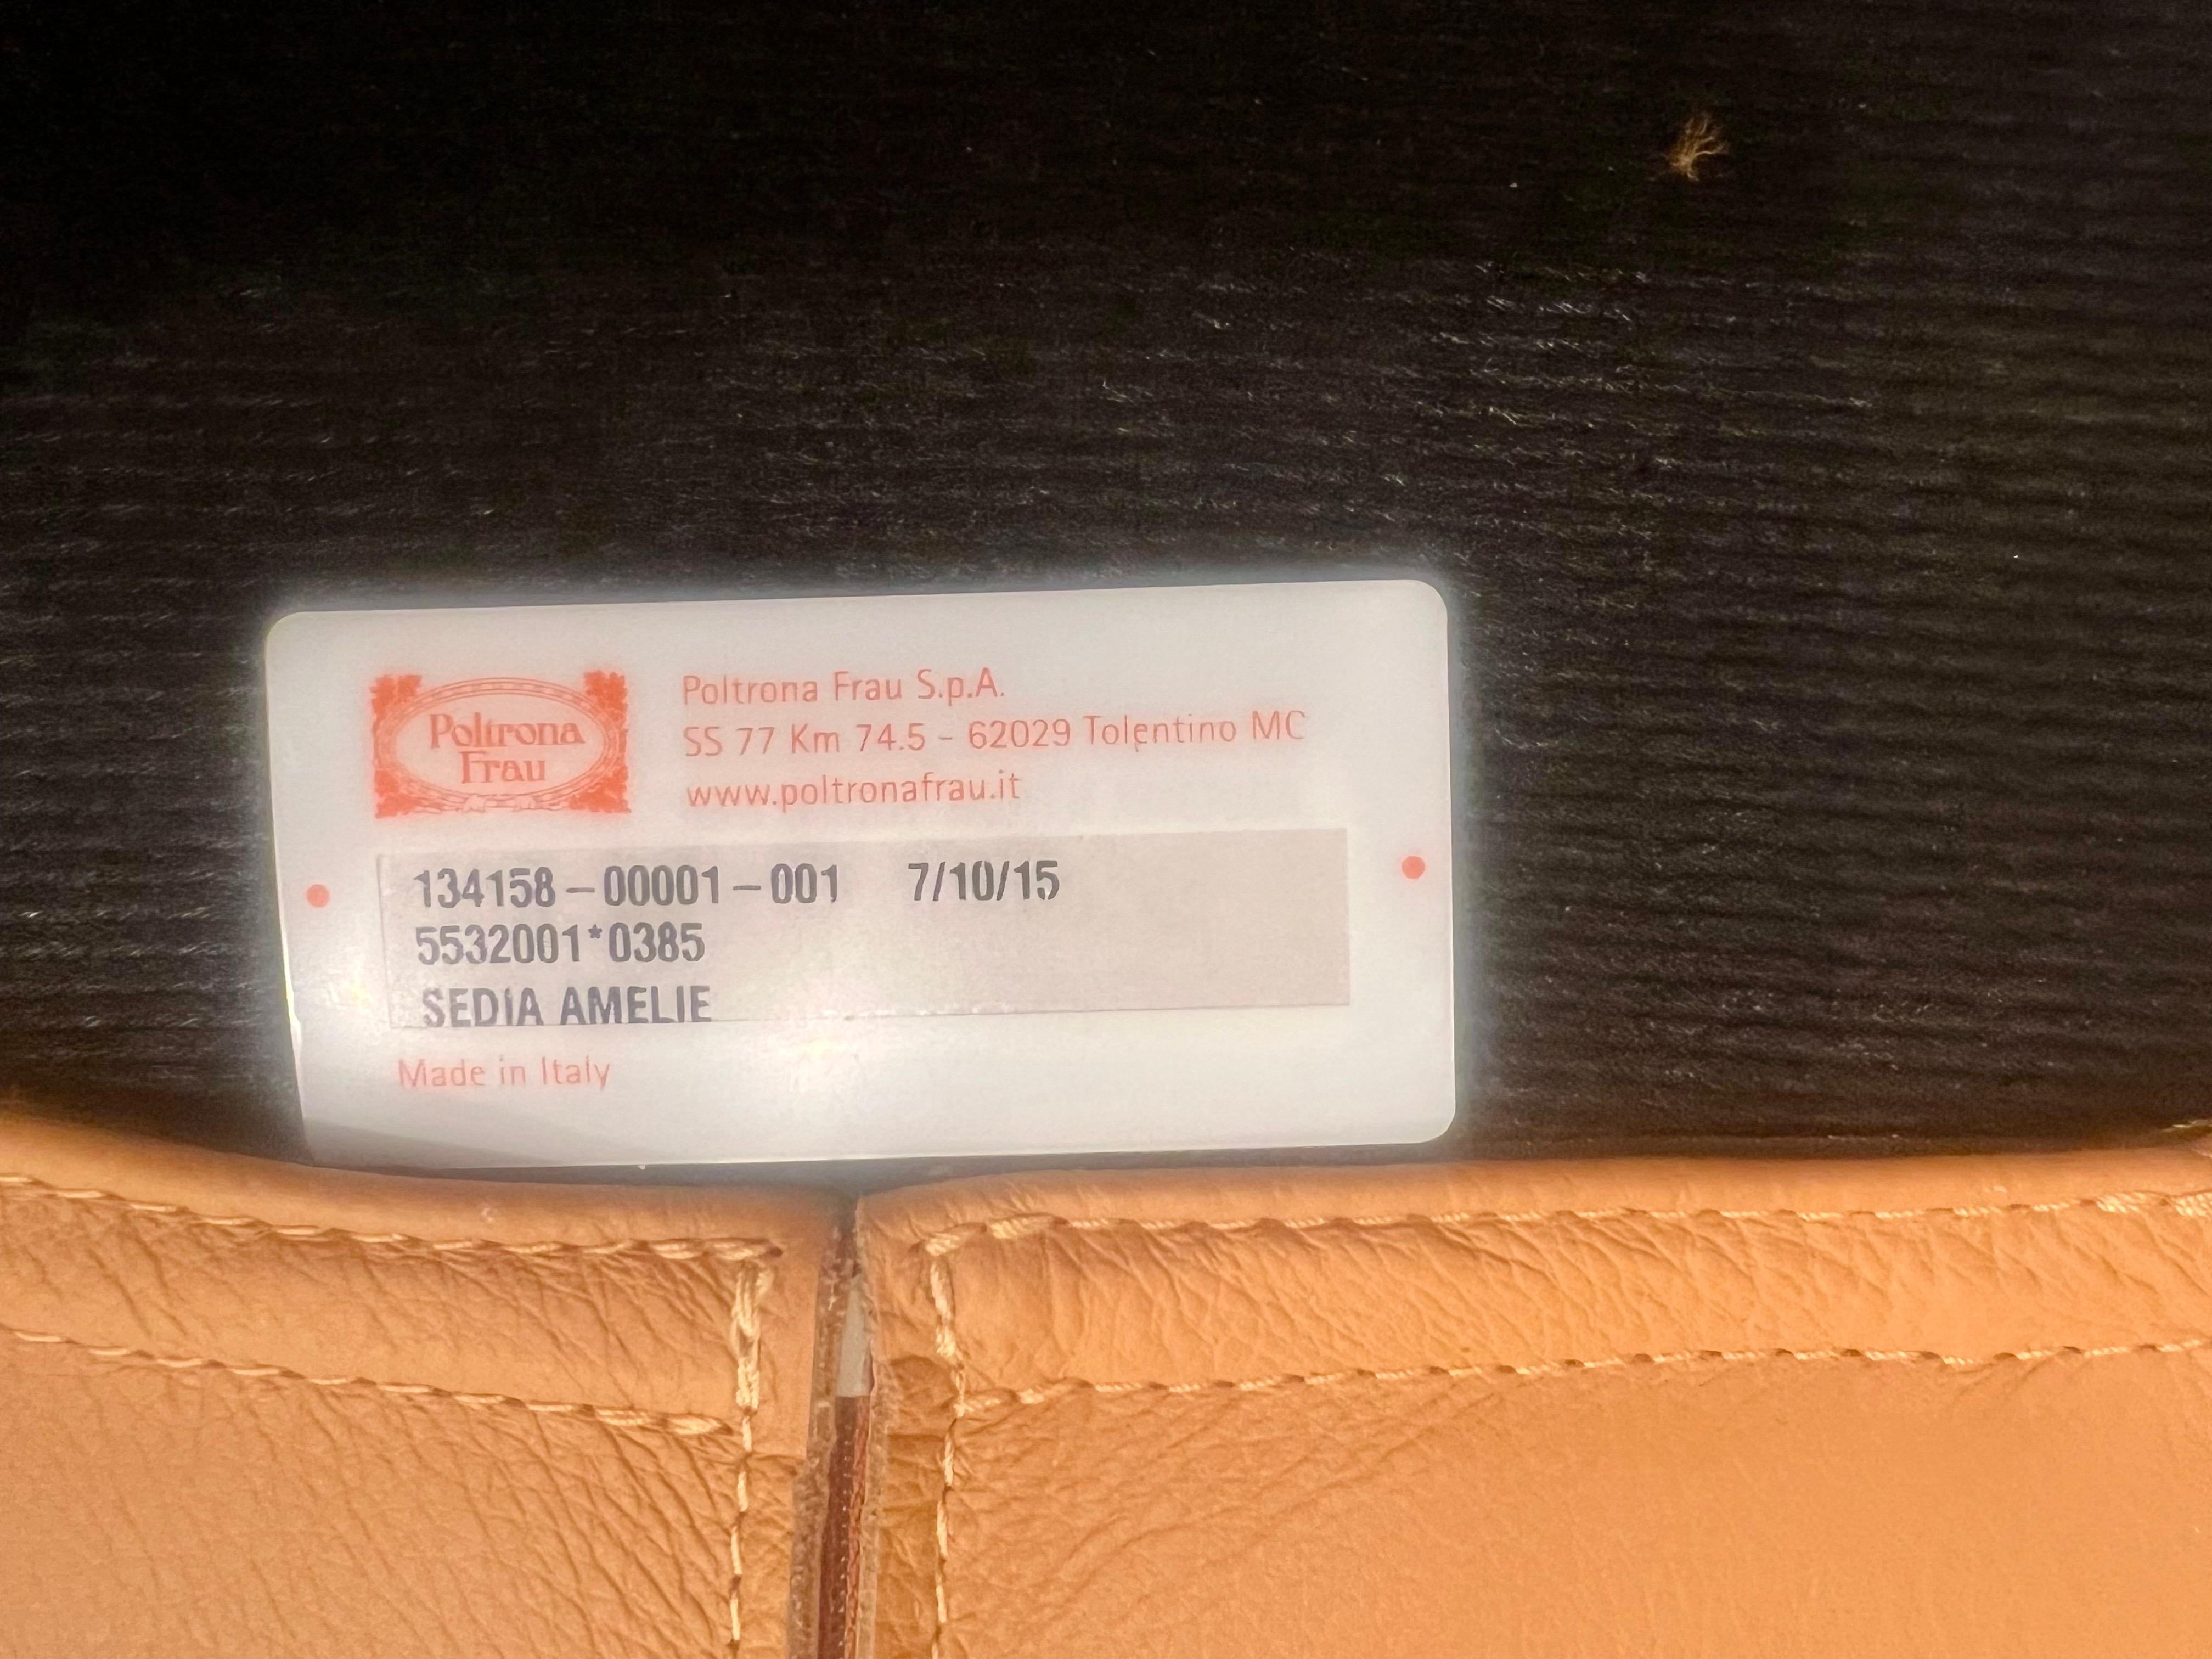 Poltrona
Frau
Poltrona Frau S.p.A.
SS 77 Km 74.5 - 62029 Tolentino MC
www.poltronafrau.it
134158-00001-001 7/10/15
5532001*0385
SEDIA AMELIE
Made in Italy